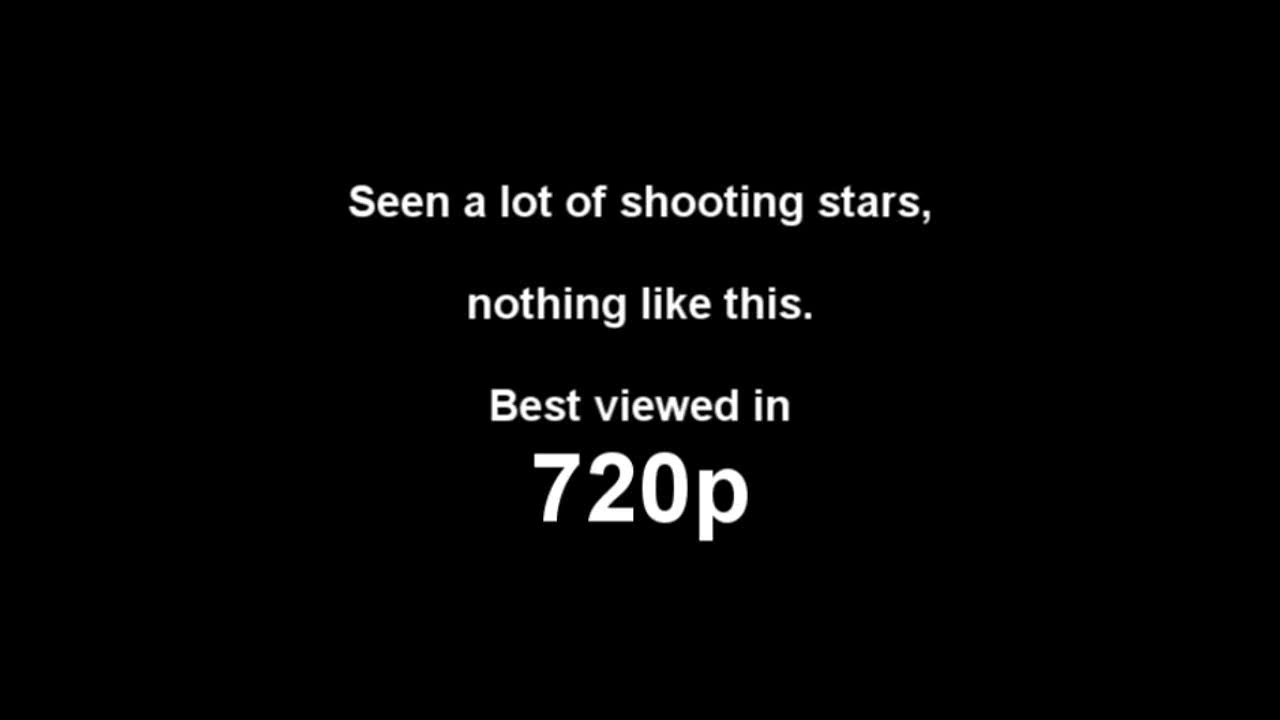 Seen a lot of shooting stars,
nothing like this.
Best viewed in
720p